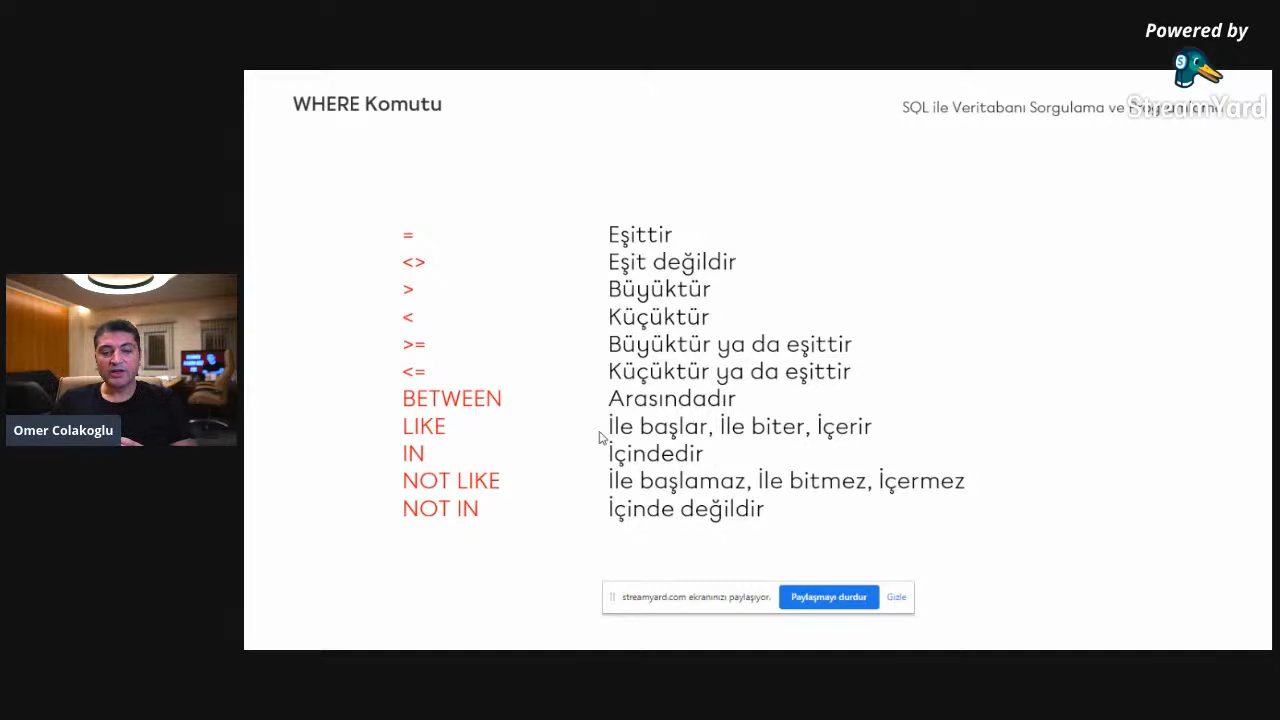 Powered by
StreamYard
WHERE Komutu
SQL ile Veritabanı Sorgulama ve Programlama
= Eşittir
<> Eşit değildir
> Büyüktür
< Küçüktür
>= Büyüktür ya da eşittir
<= Küçüktür ya da eşittir
BETWEEN Arasındadır
LIKE İle başlar, İle biter, İçerir
IN İçindedir
NOT LIKE İle başlamaz, İle bitmez, İçermez
NOT IN İçinde değildir
Omer Colakoglu
streamyard.com ekranınızı paylaşıyor. Paylaşmayı durdur Gizle